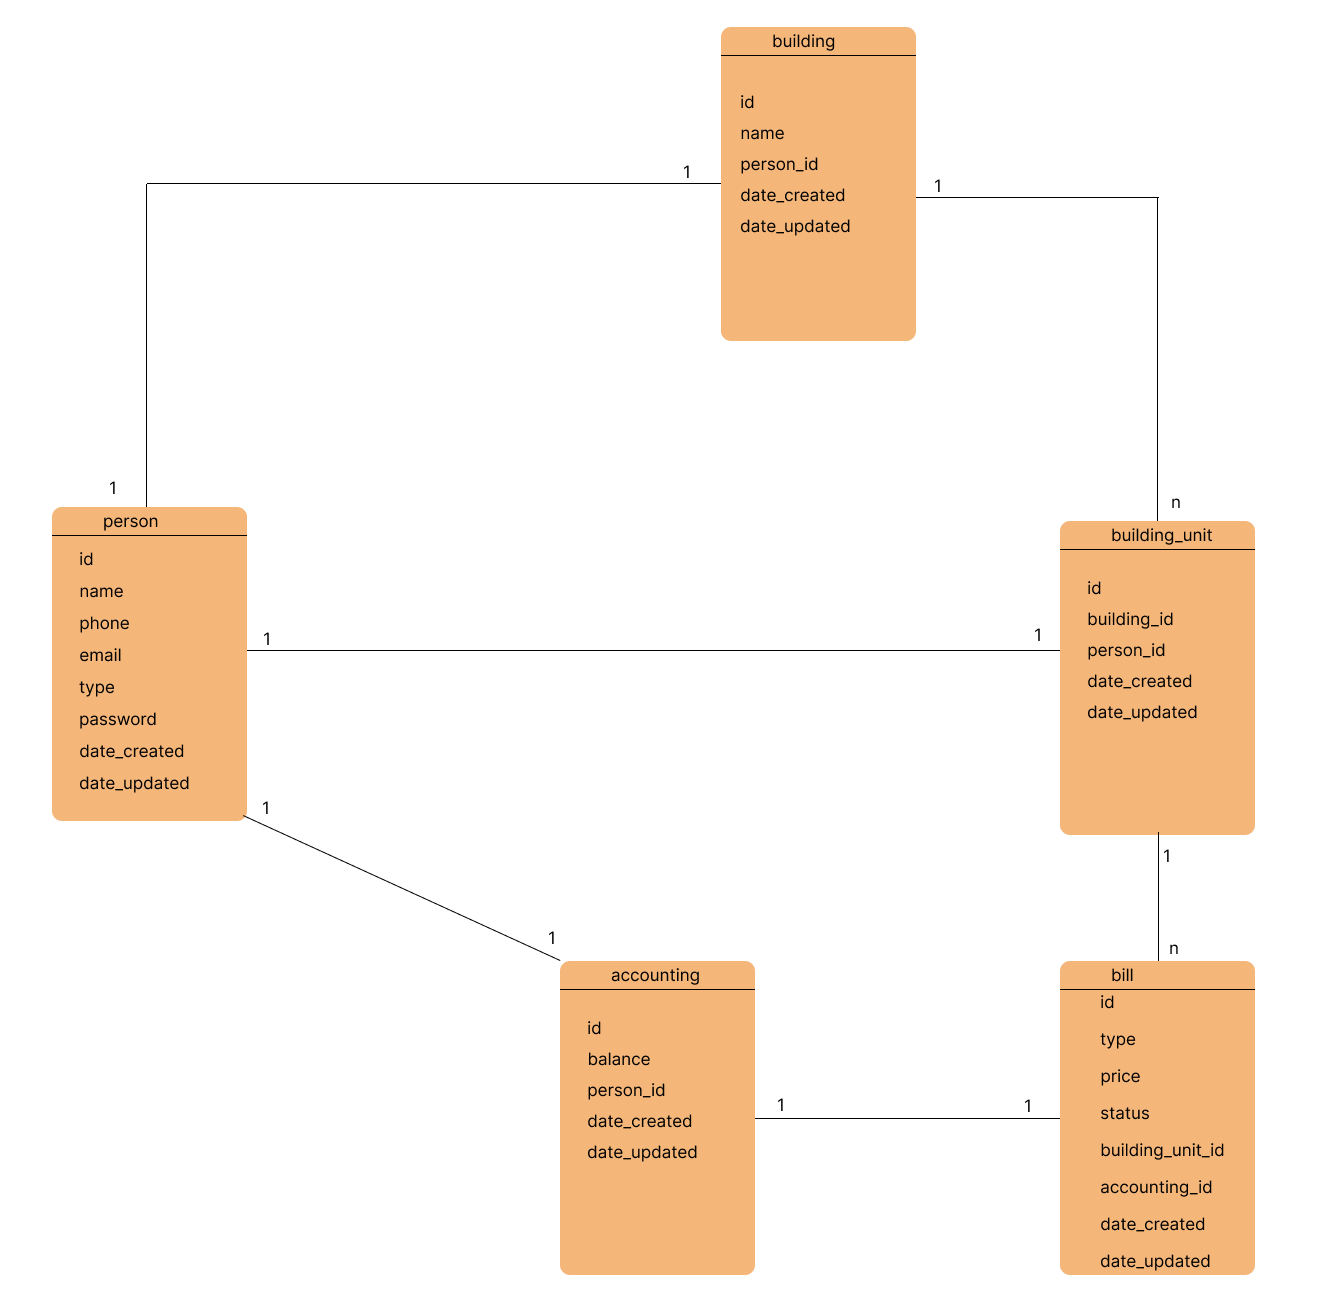 building
id
name
person_id
date_created
date_updated
1
1
1
n
person
id
name
phone
email
type
password
date_created
date_updated
building_unit
id
building_id
person_id
date_created
date_updated
1
1
1
1
1
n
accounting
id
balance
person_id
date_created
date_updated
1
1
bill
id
type
price
status
building_unit_id
accounting_id
date_created
date_updated